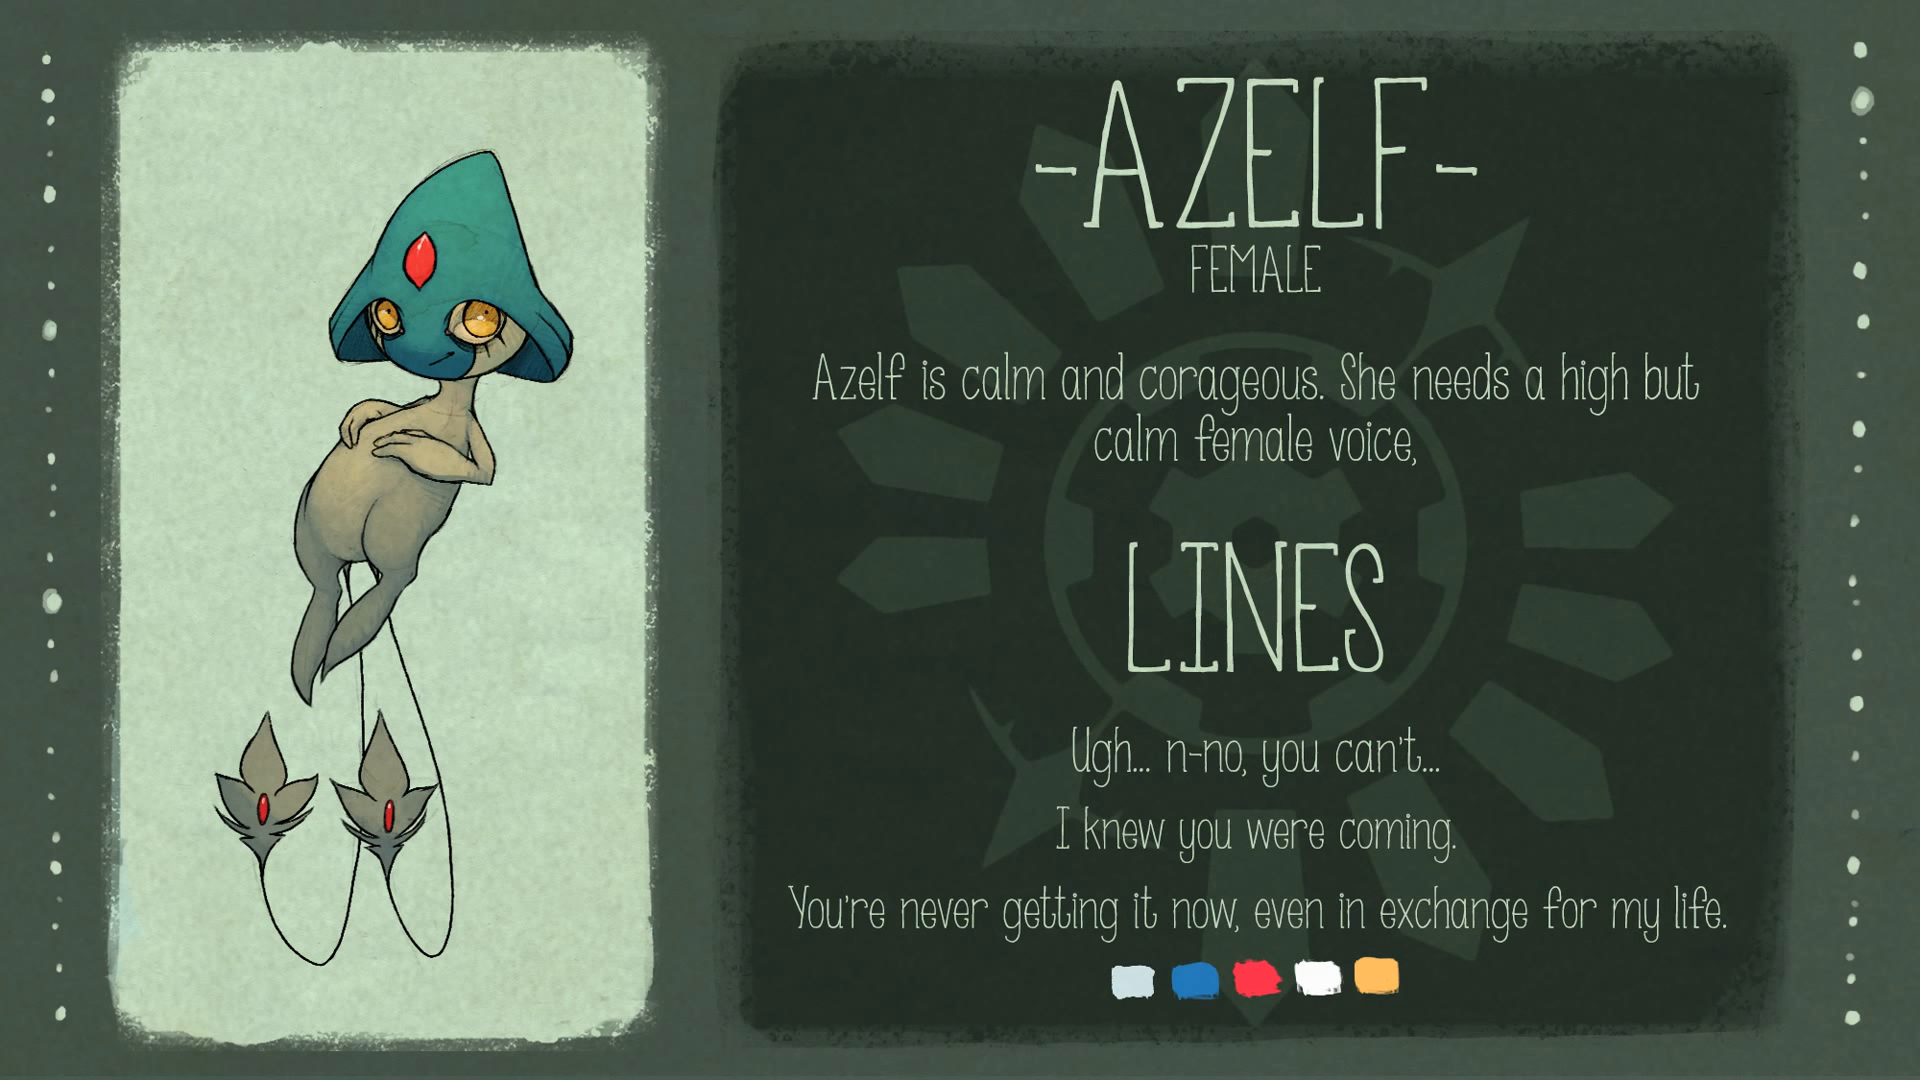 -AZELF-
FEMALE
Azelf is calm and corageous. She needs a high but
calm female voice,
LINES
Ugh... n-no, you can't...
I knew you were coming.
You're never getting it now, even in exchange for my life.